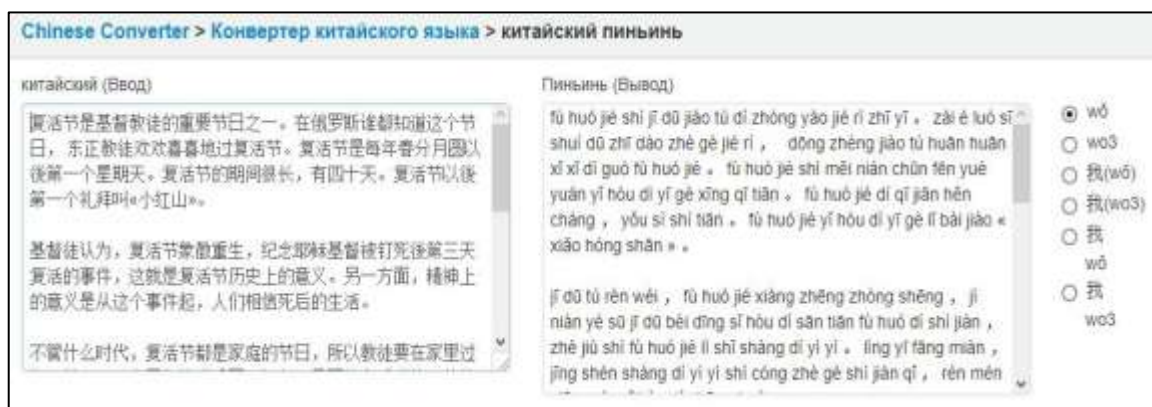 Chinese Converter > Конвертер китайского языка > китайский пиньинь
китайский (Ввод)
复活节是基督教徒的重要节日之一。在俄罗斯谁都知道这个节
日，东正教徒欢欢喜喜地过复活节。复活节是每年春分月圆以
後第一个星期天。复活节的期间很长，有四十天。复活节以後
第一个礼拜叫«小红山»。
基督徒认为，复活节象徵重生，纪念耶稣基督被钉死後第三天
复活的事件，这就是复活节历史上的意义。另一方面，精神上
的意义是从这个事件起，人们相信死后的生活。
不管什么时代，复活节都是家庭的节日，所以教徒要在家里过
Пиньинь (Вывод)
fù huó jié shì jī dū jiào tú dí zhòng yào jié rì zhī yī 。 zài é luó sī
shuí dū zhī dào zhè gè jié rì ， dōng zhèng jiào tú huān huān
xǐ xǐ dì guò fù huó jié 。 fù huó jié shì měi nián chūn fēn yuè
yuán yǐ hòu dì yī gè xīng qī tiān 。 fù huó jié dí qī jiān hěn
cháng ， yǒu sì shí tiān 。 fù huó jié yǐ hòu dì yī gè lǐ bài jiào «
xiǎo hóng shān » 。
jī dū tú rèn wéi ， fù huó jié xiàng zhēng zhòng shēng ， jì
niàn yē sū jī dū bèi dīng sǐ hòu dì sān tiān fù huó dí shì jiàn ，
zhè jiù shì fù huó jié lì shǐ shàng dí yì yì 。 lìng yī fāng miàn ，
jīng shén shàng dí yì yì shì cóng zhè gè shì jiàn qǐ ， rén mén
wǒ
wo3
我(wǒ)
我(wo3)
我
wǒ
我
wo3